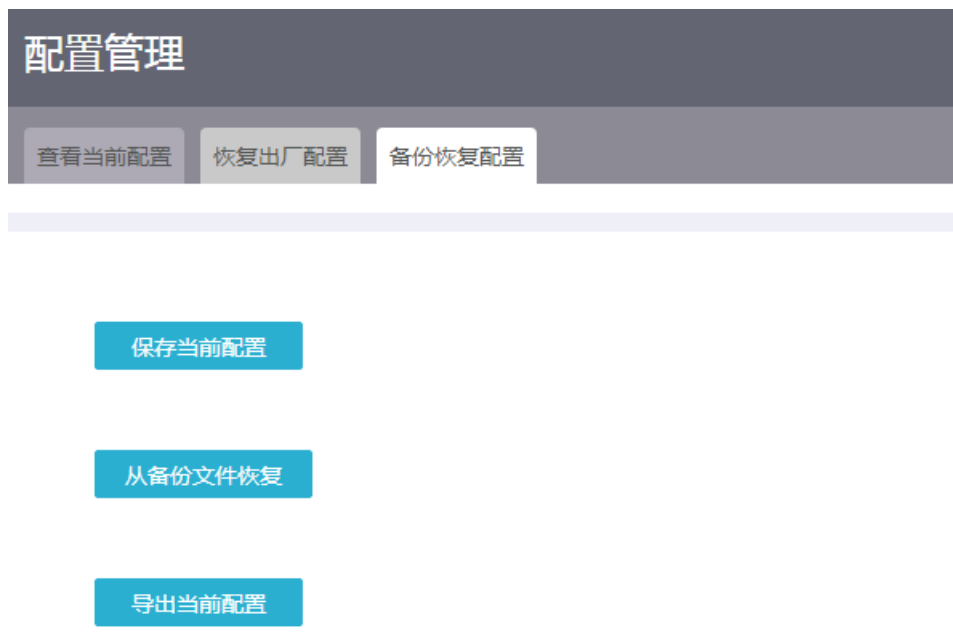 配置管理
查看当前配置 恢复出厂配置 备份恢复配置
保存当前配置
从备份文件恢复
导出当前配置